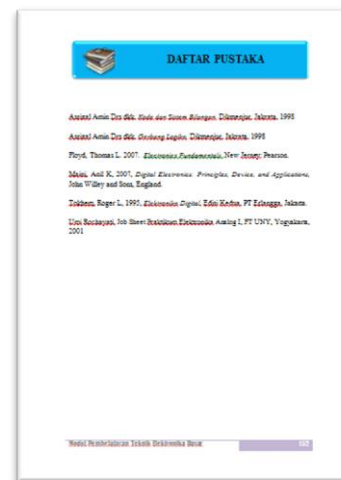 DAFTAR PUSTAKA
Amin Drs dkk. Kode dan Sistem Bilangan. Dikmenjur, Jakarta, 1998
Amin Drs dkk. Gerbang Logika. Dikmenjur, Jakarta, 1998
Floyd, Thomas L. 2007. Electronics Fundamentals, New Jersey: Pearson.
Maini, Anil K, 2007, Digital Electronics: Principles, Device, and Applications,
John Willey and Sons, England.
Tokheim, Roger L, 1995, Elektronika Digital, Edisi Kedua, PT Erlangga, Jakarta.
Umi Rochayati, Job Sheet Praktikum Elektronika Analog I, FT UNY, Yogyakarta,
2001
Modul Pembelajaran Teknik Elektronika Dasar